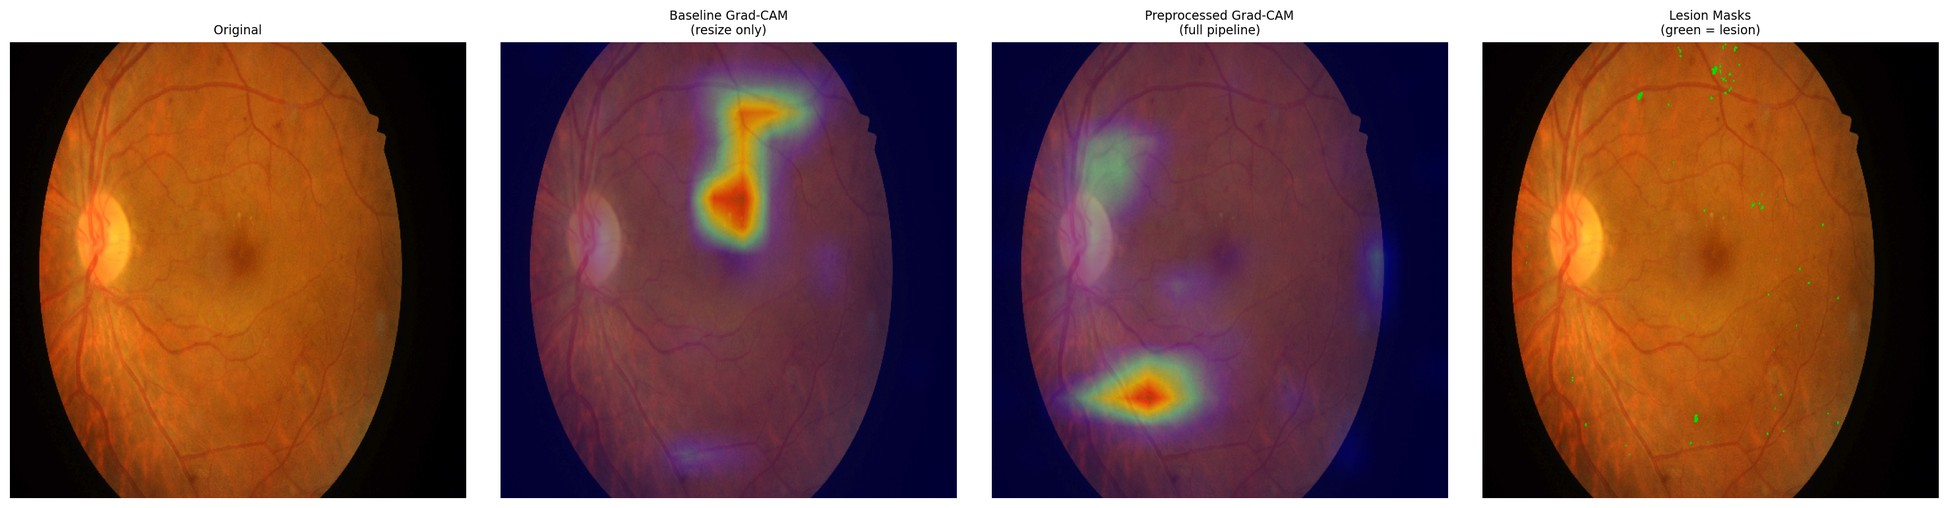 Original
Baseline Grad-CAM
(resize only)
Preprocessed Grad-CAM
(full pipeline)
Lesion Masks
(green = lesion)